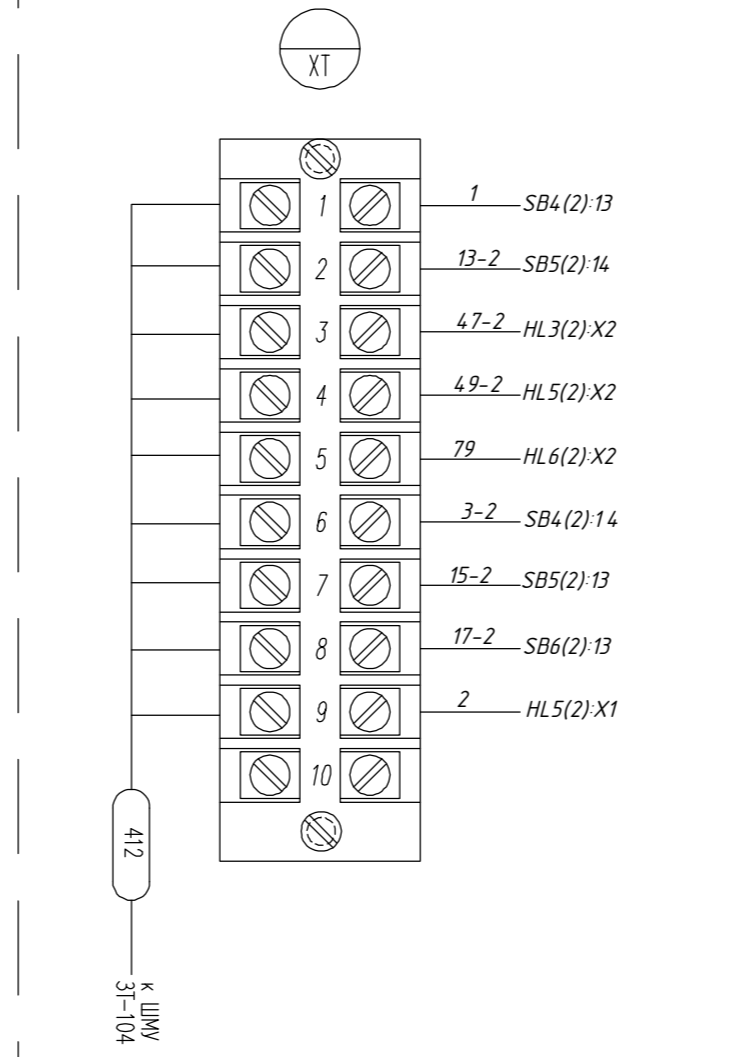 XT
1 1 SB4(2):13
2 13-2 SB5(2):14
3 47-2 HL3(2):X2
4 49-2 HL5(2):X2
5 79 HL6(2):X2
6 3-2 SB4(2):14
7 15-2 SB5(2):13
8 17-2 SB6(2):13
9 2 HL5(2):X1
10
412
к ШМУ
3Т-104